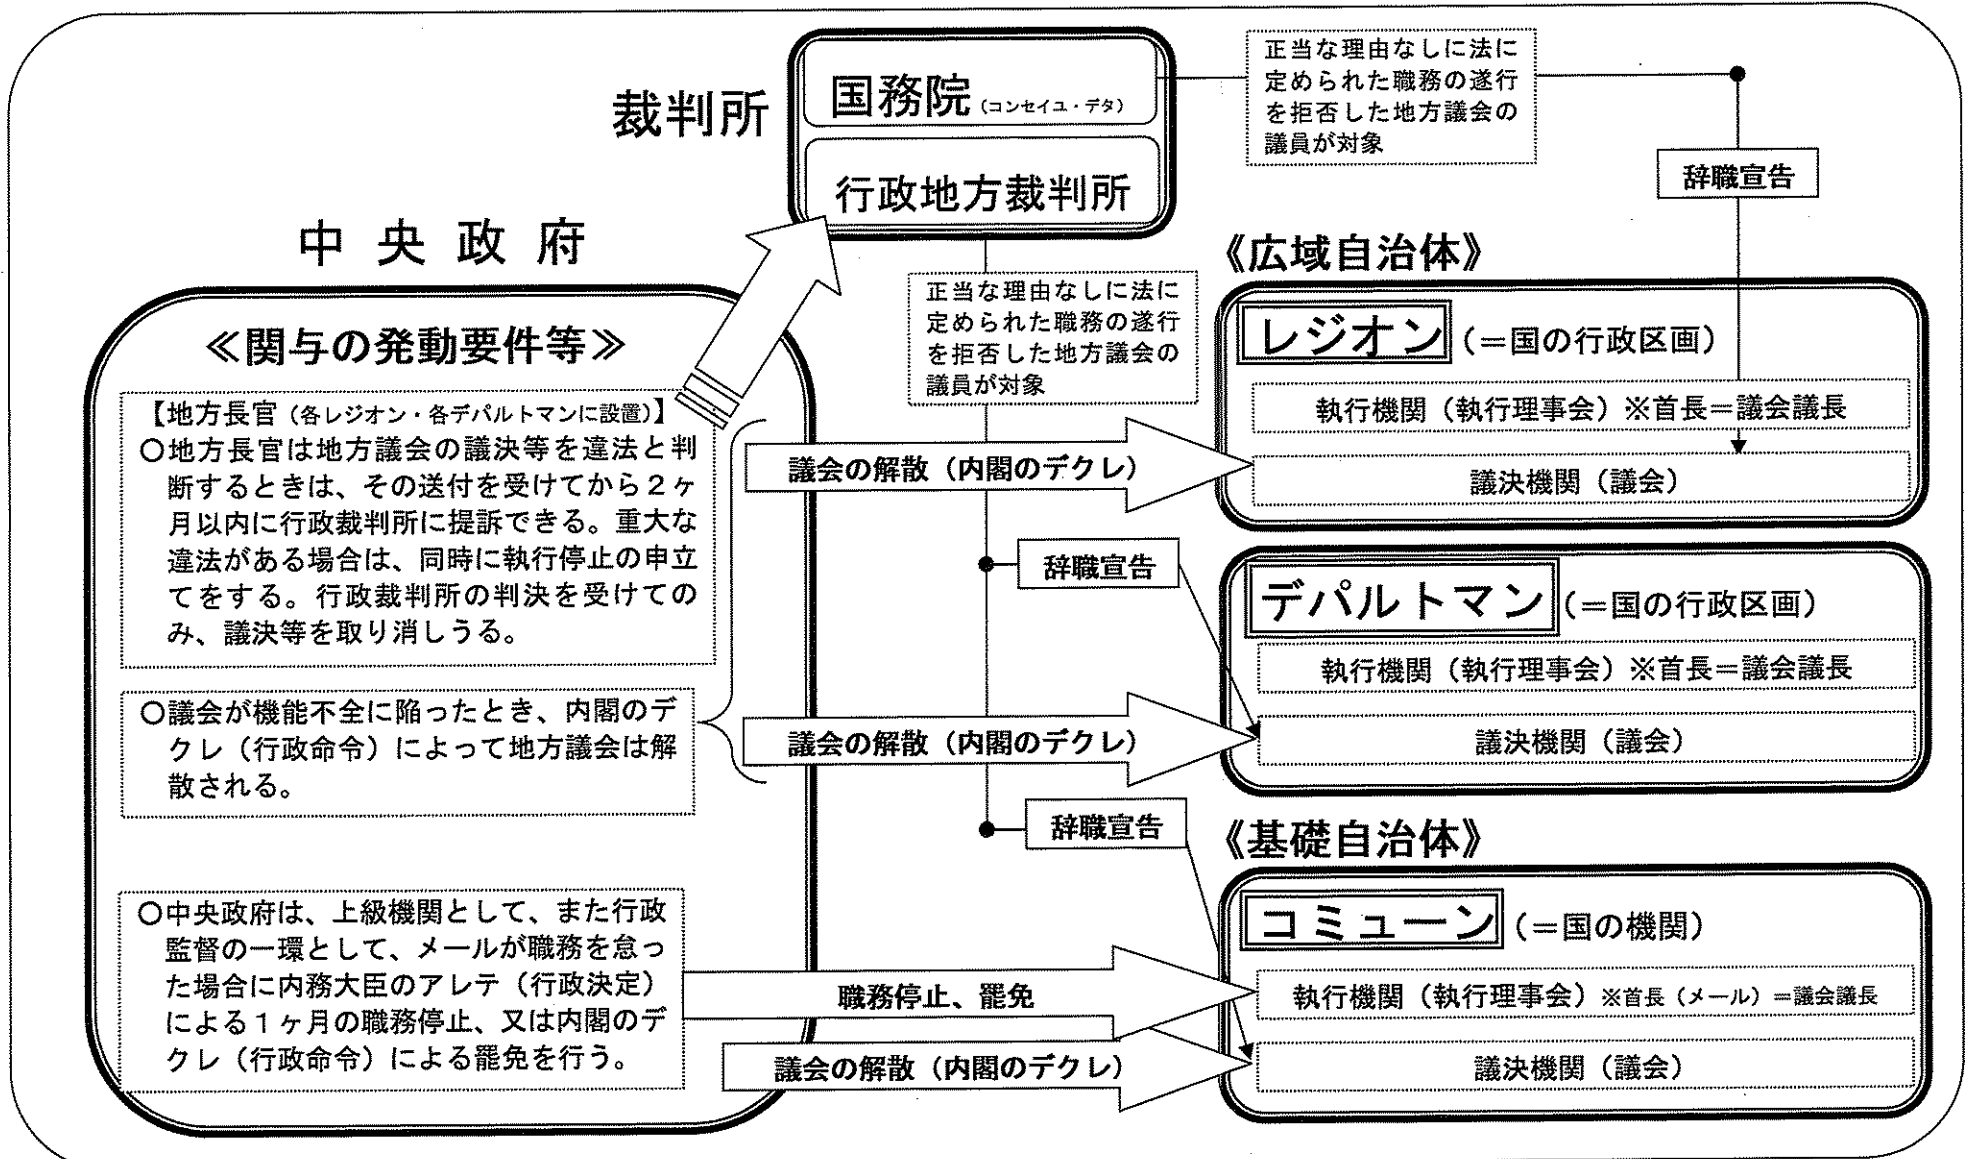 裁判所
国務院（コンセイユ・デタ）
行政地方裁判所
正当な理由なしに法に
定められた職務の遂行
を拒否した地方議会の
議員が対象
辞職宣告
中央政府
≪関与の発動要件等≫
【地方長官（各レジオン・各デパルトマンに設置）】
○地方長官は地方議会の議決等を違法と判
断するときは、その送付を受けてから２ヶ
月以内に行政裁判所に提訴できる。重大な
違法がある場合は、同時に執行停止の申立
てをする。行政裁判所の判決を受けての
み、議決等を取り消しうる。
○議会が機能不全に陥ったとき、内閣のデ
クレ（行政命令）によって地方議会は解
散される。
○中央政府は、上級機関として、また行政
監督の一環として、メールが職務を怠っ
た場合に内務大臣のアレテ（行政決定）
による１ヶ月の職務停止、又は内閣のデ
クレ（行政命令）による罷免を行う。
正当な理由なしに法に
定められた職務の遂行
を拒否した地方議会の
議員が対象
議会の解散（内閣のデクレ）
辞職宣告
議会の解散（内閣のデクレ）
辞職宣告
職務停止、罷免
議会の解散（内閣のデクレ）
《広域自治体》
レジオン（＝国の行政区画）
執行機関（執行理事会）※首長＝議会議長
議決機関（議会）
デパルトマン（＝国の行政区画）
執行機関（執行理事会）※首長＝議会議長
議決機関（議会）
《基礎自治体》
コミューン（＝国の機関）
執行機関（執行理事会）※首長（メール）＝議会議長
議決機関（議会）